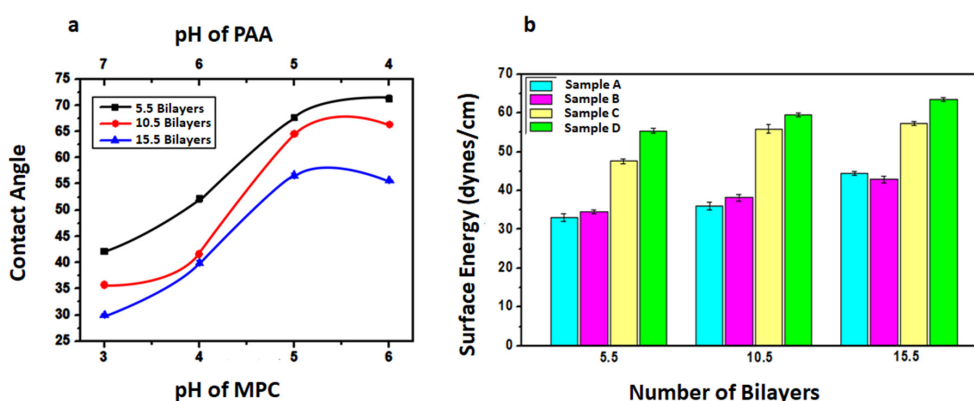 a
pH of PAA
7 6 5 4
75
70
65
60
55
50
45
40
35
30
25
Contact Angle
5.5 Bilayers
10.5 Bilayers
15.5 Bilayers
3 4 5 6
pH of MPC
b
70
60
50
40
30
20
10
0
Surface Energy (dynes/cm)
Sample A
Sample B
Sample C
Sample D
5.5 10.5 15.5
Number of Bilayers